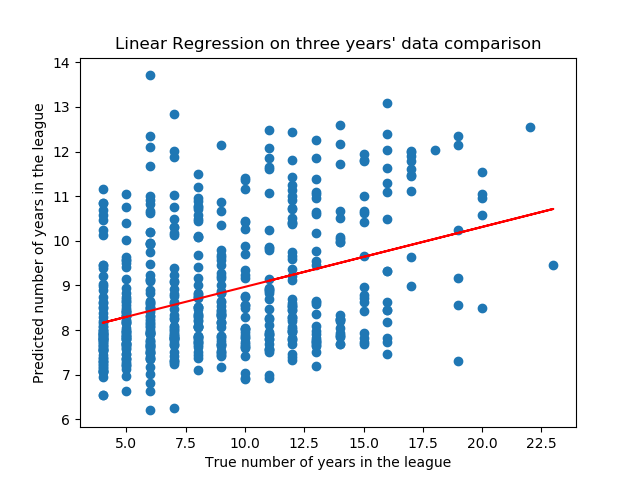 Linear Regression on three years' data comparison
14
13
12
11
10
9
8
7
6
Predicted number of years in the league
5.0 7.5 10.0 12.5 15.0 17.5 20.0 22.5
True number of years in the league